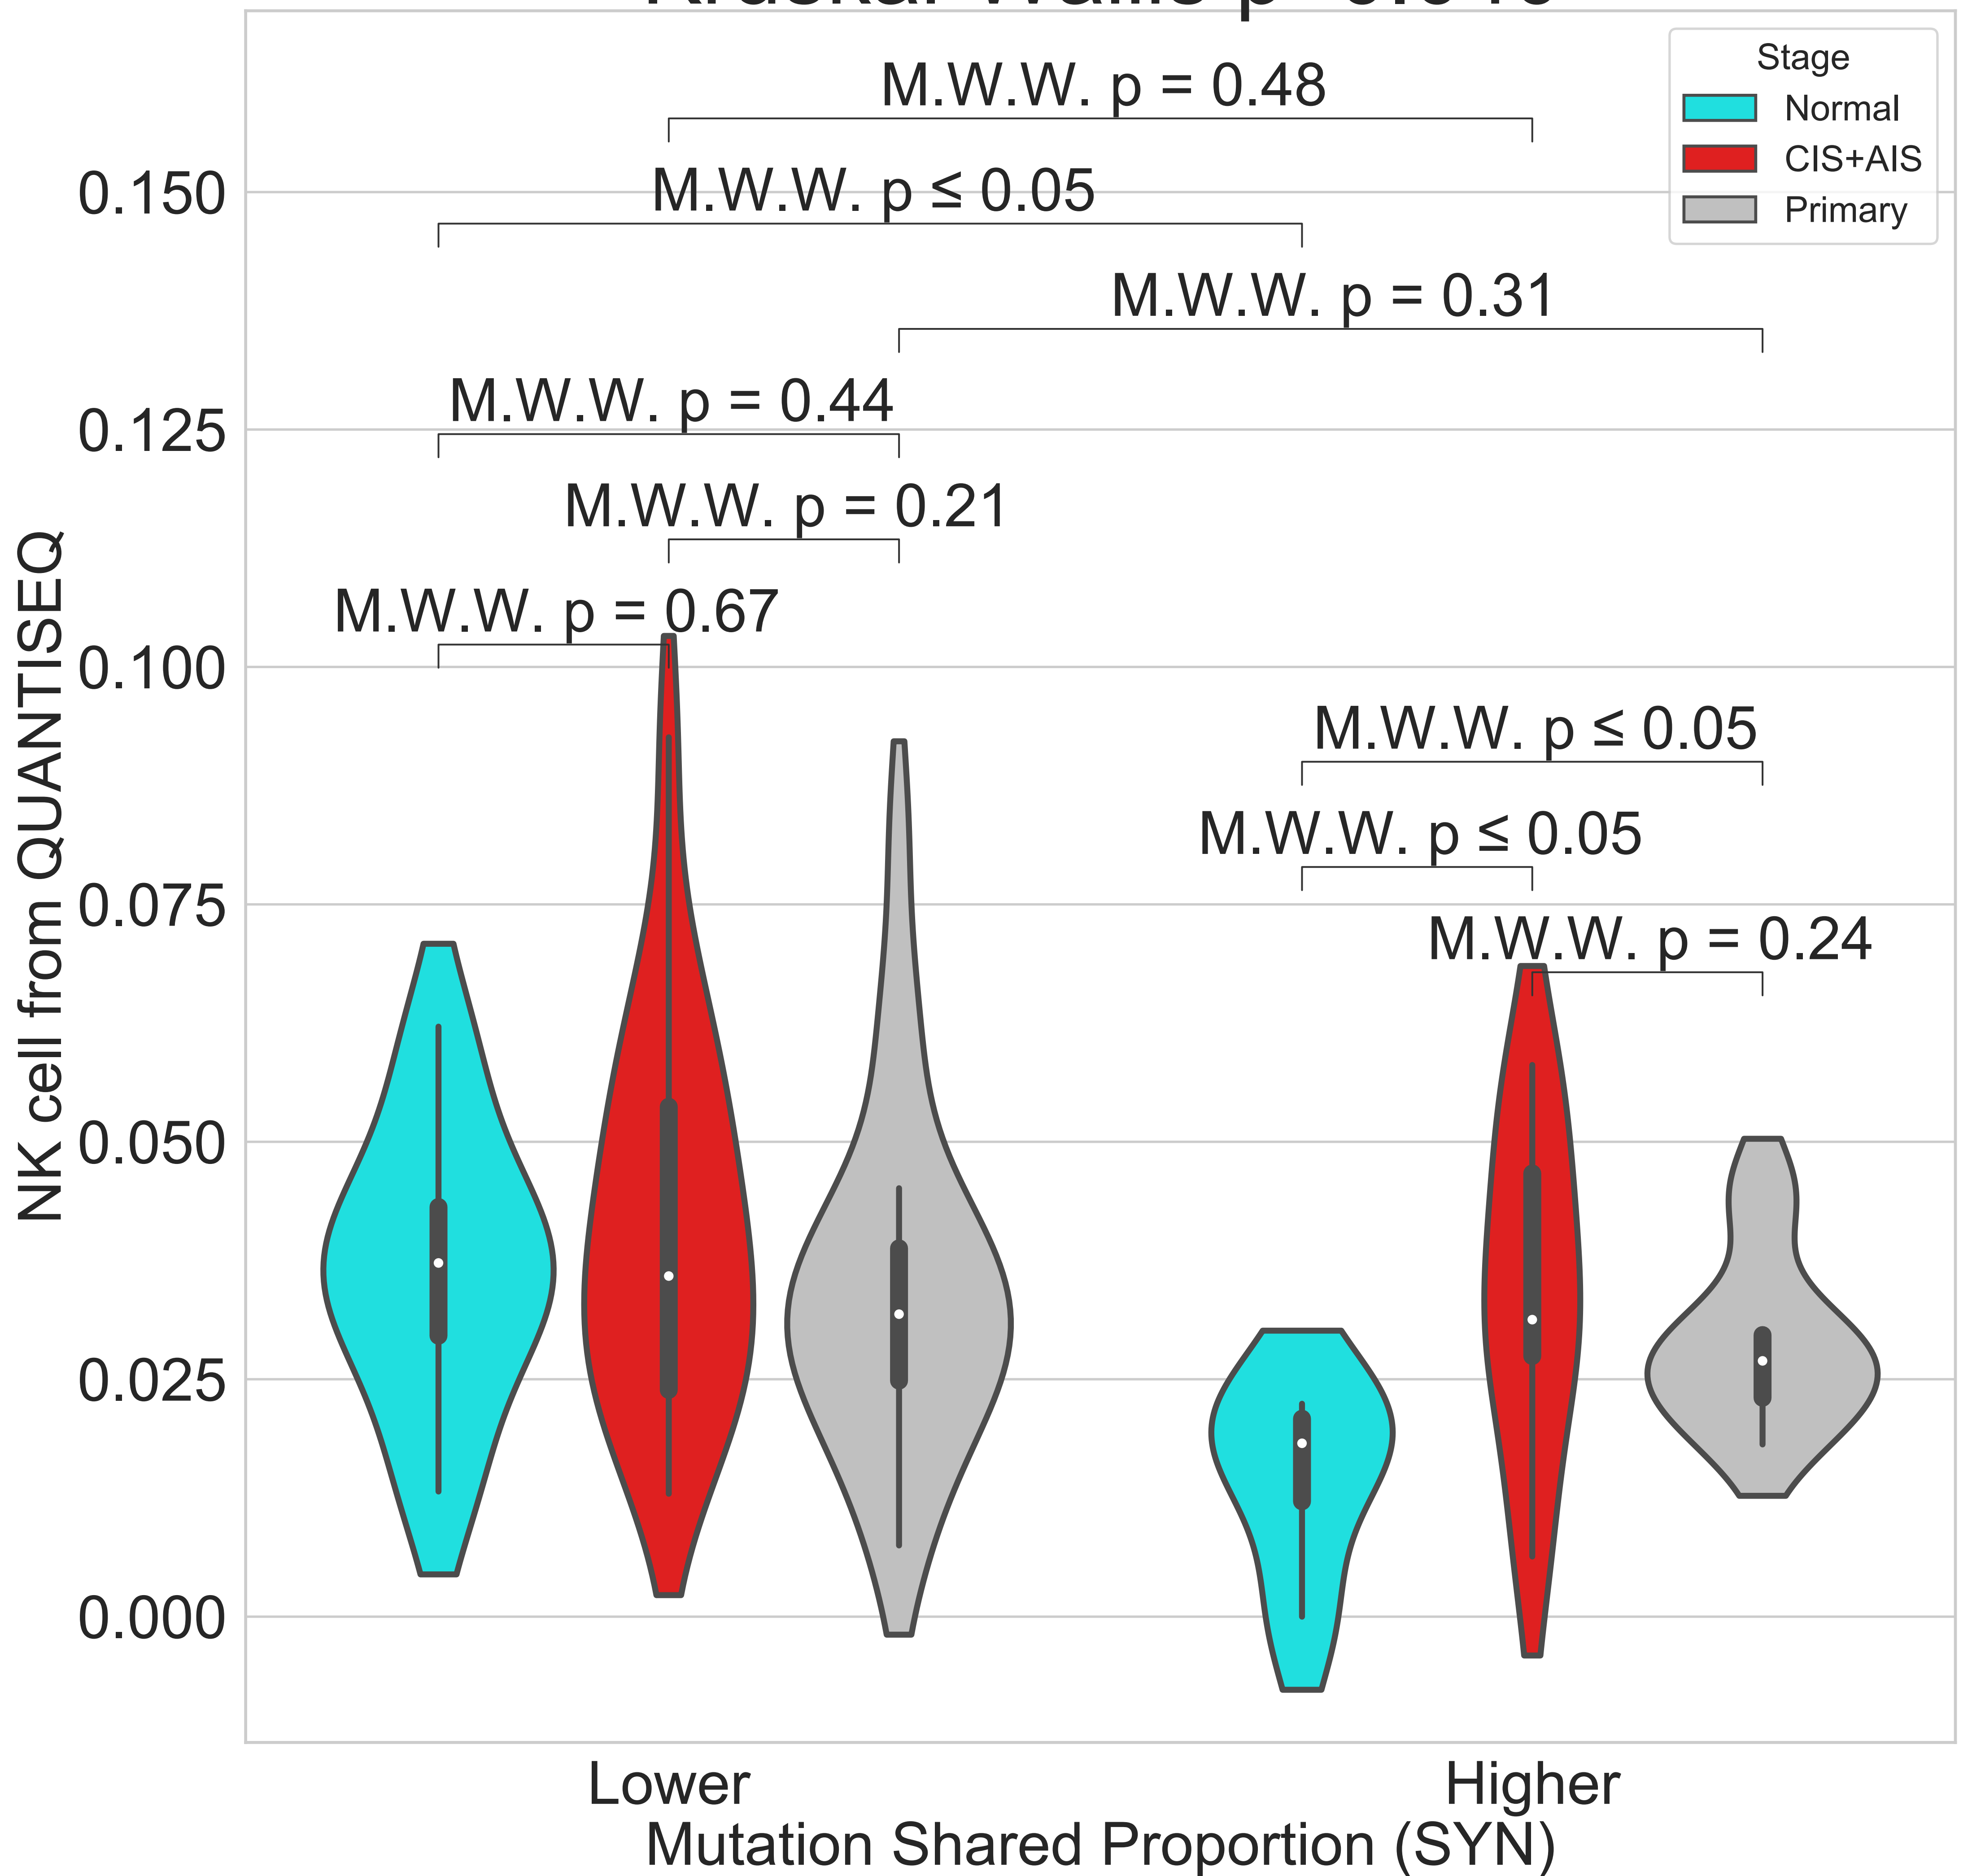 Stage
Normal
CIS+AIS
Primary
M.W.W. p = 0.48
M.W.W. p ≤ 0.05
M.W.W. p = 0.31
M.W.W. p = 0.44
M.W.W. p = 0.21
M.W.W. p = 0.67
M.W.W. p ≤ 0.05
M.W.W. p ≤ 0.05
M.W.W. p = 0.24
0.150
0.125
0.100
0.075
0.050
0.025
0.000
NK cell from QUANTISEQ
Lower
Higher
Mutation Shared Proportion (SYN)